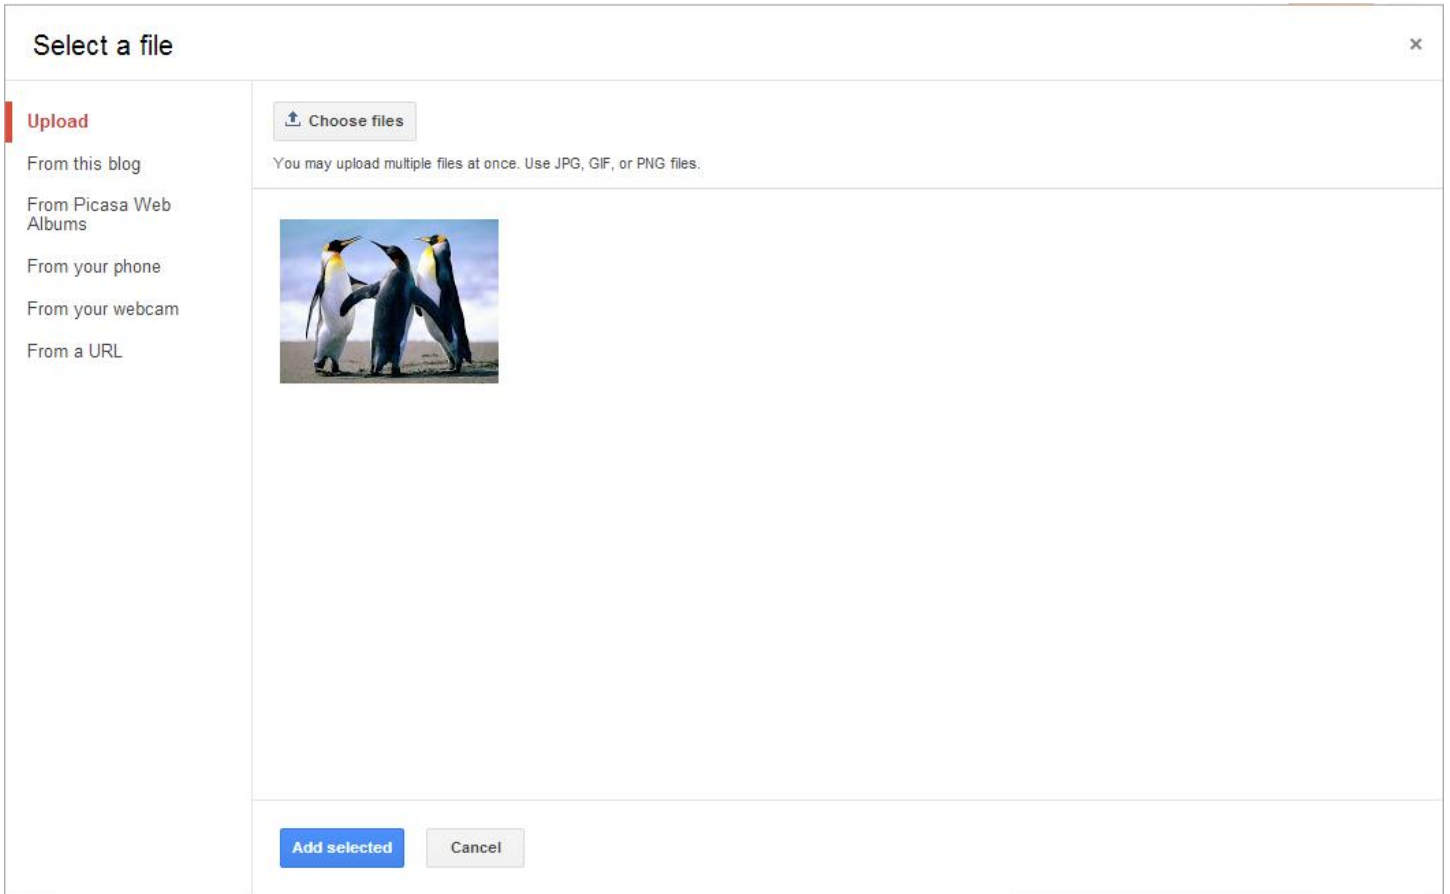 Select a file
×
Upload
From this blog
From Picasa Web
Albums
From your phone
From your webcam
From a URL
Choose files
You may upload multiple files at once. Use JPG, GIF, or PNG files.
Add selected
Cancel